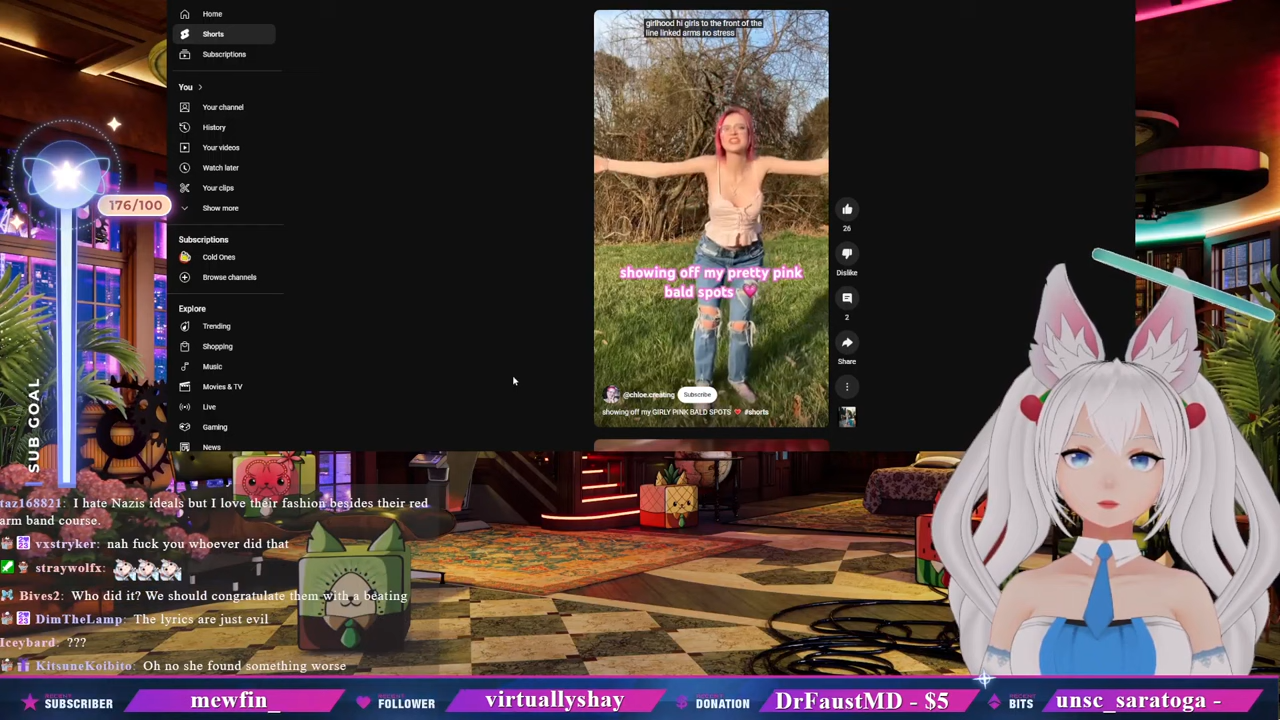 Home
Shorts
Subscriptions
You
Your channel
History
Your videos
Watch later
Your clips
Show more
Subscriptions
Cold Ones
Browse channels
Explore
Trending
Shopping
Music
Movies & TV
Live
Gaming
News
girlhood hi girls to the front of the
line linked arms no stress
showing off my pretty pink
bald spots
@chloe.creating
Subscribe
showing off my GIRLY PINK BALD SPOTS #shorts
26
Dislike
2
Share
176/100
SUB GOAL
taz168821: I hate Nazis ideals but I love their fashion besides their red
arm band course.
vxstryker: nah fuck you whoever did that
straywolfx:
Bives2: Who did it? We should congratulate them with a beating
DimTheLamp: The lyrics are just evil
Iceybard: ???
KitsuneKoibito: Oh no she found something worse
RECENT
SUBSCRIBER
mewfin_
RECENT
FOLLOWER
virtuallyshay
RECENT
DONATION
DrFaustMD - $5
RECENT
BITS
unsc_saratoga -